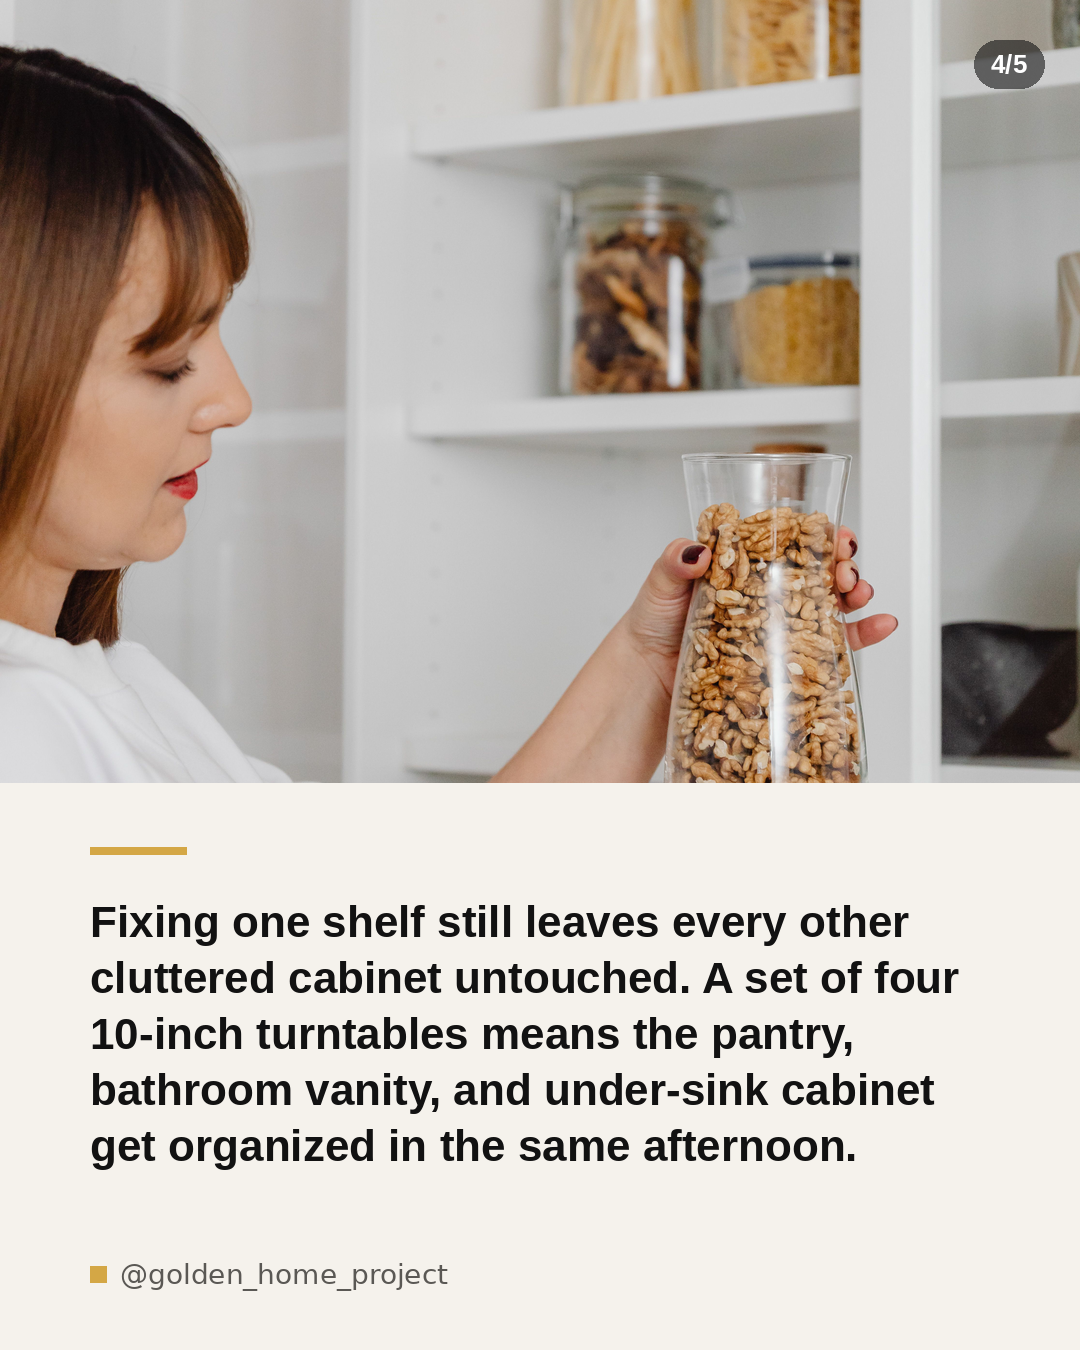 4/5
Fixing one shelf still leaves every other
cluttered cabinet untouched. A set of four
10-inch turntables means the pantry,
bathroom vanity, and under-sink cabinet
get organized in the same afternoon.
@golden_home_project